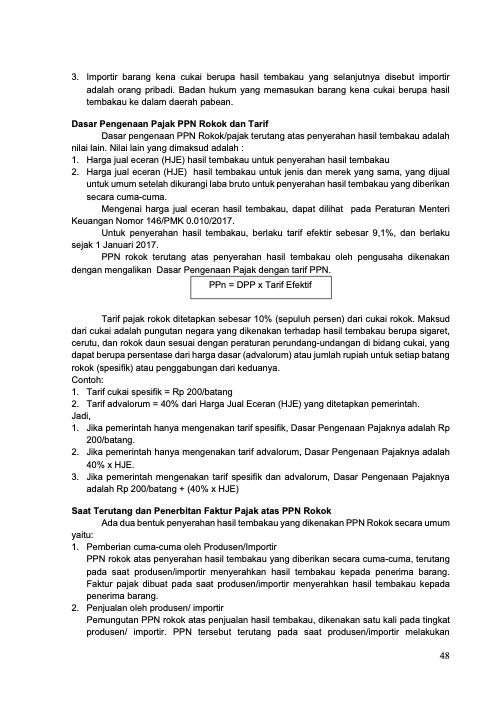 3. Importir barang kena cukai berupa hasil tembakau yang selanjutnya disebut importir
adalah orang pribadi. Badan hukum yang memasukan barang kena cukai berupa hasil
tembakau ke dalam daerah pabean.
Dasar Pengenaan Pajak PPN Rokok dan Tarif
Dasar pengenaan PPN Rokok/pajak terutang atas penyerahan hasil tembakau adalah
nilai lain. Nilai lain yang dimaksud adalah :
1. Harga jual eceran (HJE) hasil tembakau untuk penyerahan hasil tembakau
2. Harga jual eceran (HJE) hasil tembakau untuk jenis dan merek yang sama, yang dijual
untuk umum setelah dikurangi laba bruto untuk penyerahan hasil tembakau yang diberikan
secara cuma-cuma.
Mengenai harga jual eceran hasil tembakau, dapat dilihat pada Peraturan Menteri
Keuangan Nomor 146/PMK 0.010/2017.
Untuk penyerahan hasil tembakau, berlaku tarif efektir sebesar 9,1%, dan berlaku
sejak 1 Januari 2017.
PPN rokok terutang atas penyerahan hasil tembakau oleh pengusaha dikenakan
dengan mengalikan Dasar Pengenaan Pajak dengan tarif PPN.
PPn = DPP x Tarif Efektif
Tarif pajak rokok ditetapkan sebesar 10% (sepuluh persen) dari cukai rokok. Maksud
dari cukai adalah pungutan negara yang dikenakan terhadap hasil tembakau berupa sigaret,
cerutu, dan rokok daun sesuai dengan peraturan perundang-undangan di bidang cukai, yang
dapat berupa persentase dari harga dasar (advalorum) atau jumlah rupiah untuk setiap batang
rokok (spesifik) atau penggabungan dari keduanya.
Contoh:
1. Tarif cukai spesifik = Rp 200/batang
2. Tarif advalorum = 40% dari Harga Jual Eceran (HJE) yang ditetapkan pemerintah.
Jadi,
1. Jika pemerintah hanya mengenakan tarif spesifik, Dasar Pengenaan Pajaknya adalah Rp
200/batang.
2. Jika pemerintah hanya mengenakan tarif advalorum, Dasar Pengenaan Pajaknya adalah
40% x HJE.
3. Jika pemerintah mengenakan tarif spesifik dan advalorum, Dasar Pengenaan Pajaknya
adalah Rp 200/batang + (40% x HJE)
Saat Terutang dan Penerbitan Faktur Pajak atas PPN Rokok
Ada dua bentuk penyerahan hasil tembakau yang dikenakan PPN Rokok secara umum
yaitu:
1. Pemberian cuma-cuma oleh Produsen/Importir
PPN rokok atas penyerahan hasil tembakau yang diberikan secara cuma-cuma, terutang
pada saat produsen/importir menyerahkan hasil tembakau kepada penerima barang.
Faktur pajak dibuat pada saat produsen/importir menyerahkan hasil tembakau kepada
penerima barang.
2. Penjualan oleh produsen/ importir
Pemungutan PPN rokok atas penjualan hasil tembakau, dikenakan satu kali pada tingkat
produsen/ importir. PPN tersebut terutang pada saat produsen/importir melakukan
48